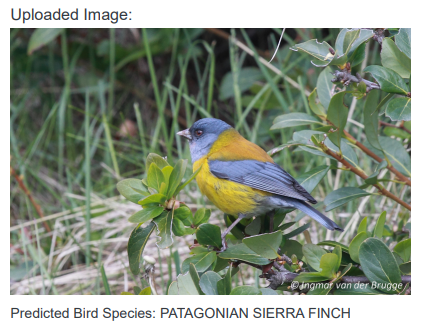 Uploaded Image:
© Ingmar van der Brugge
Predicted Bird Species: PATAGONIAN SIERRA FINCH